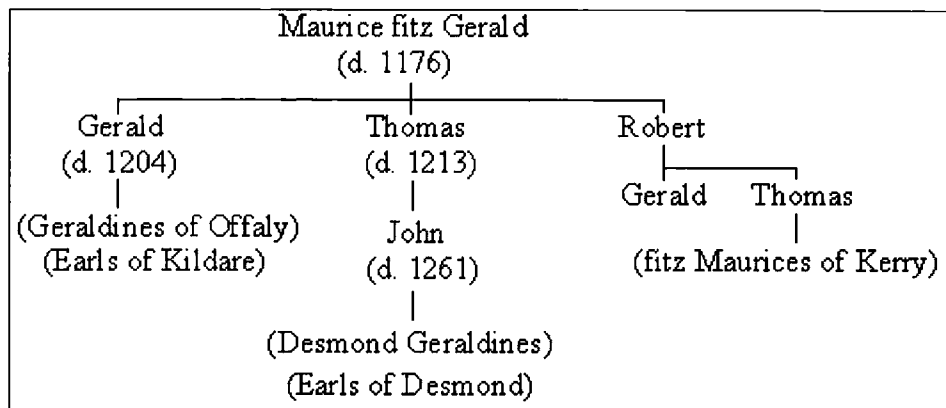 Maurice fitz Gerald
(d. 1176)
Gerald
(d. 1204)
(Geraldines of Offaly)
(Earls of Kildare)
Thomas
(d. 1213)
John
(d. 1261)
(Desmond Geraldines)
(Earls of Desmond)
Robert
Gerald
Thomas
(fitz Maurices of Kerry)